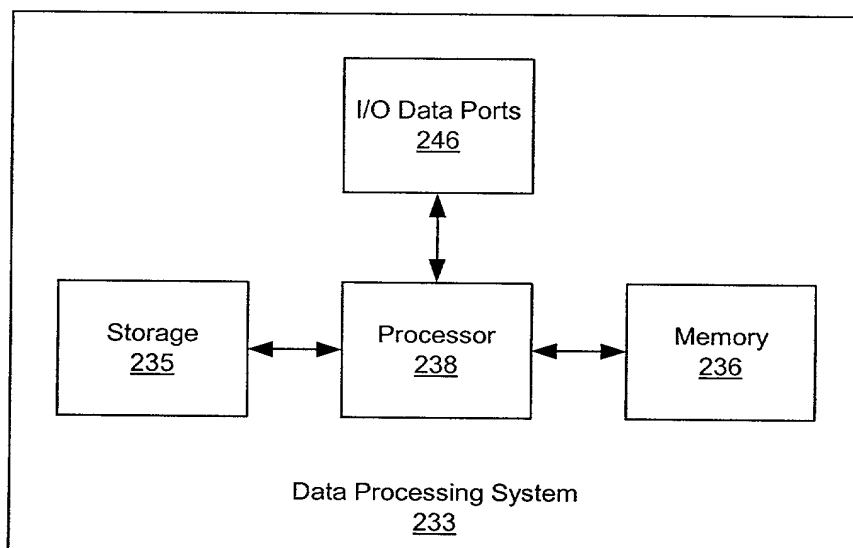 I/O Data Ports
246
Storage
235
Processor
238
Memory
236
Data Processing System
233